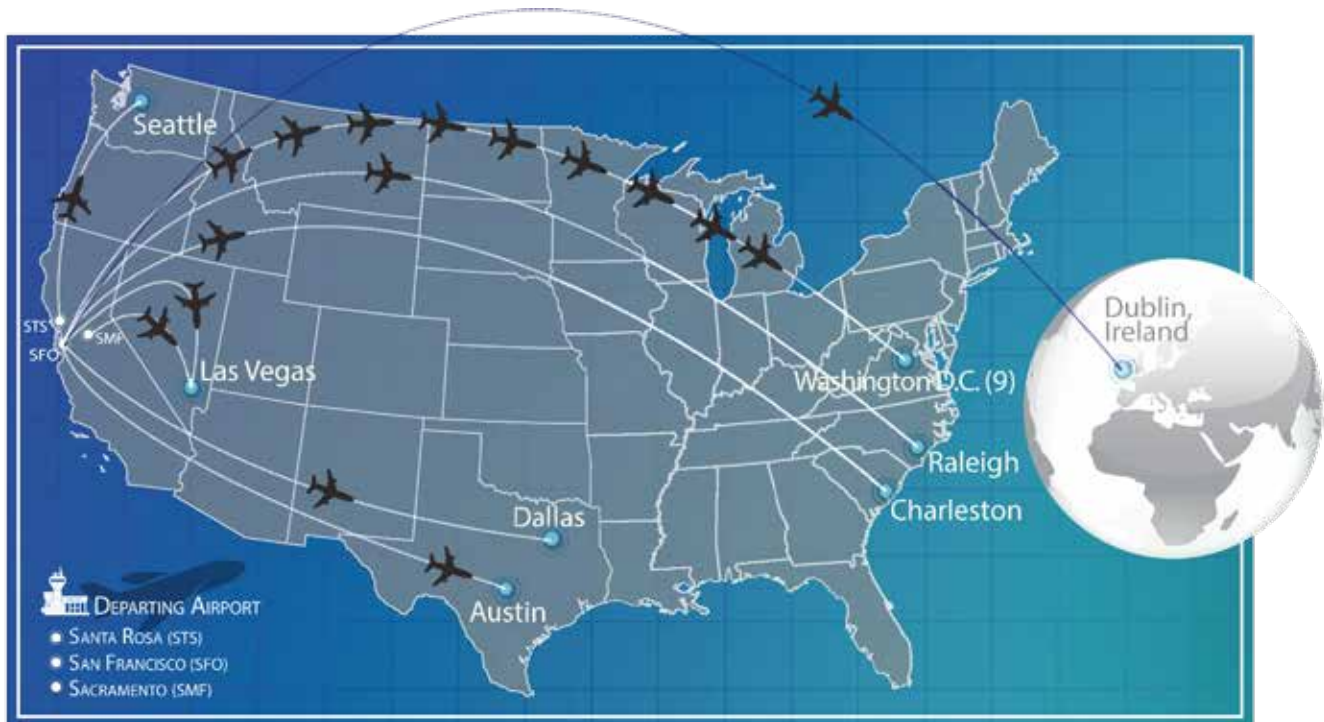 Seattle
Dublin,
Ireland
STS
SMF
SFO
Las Vegas
Washington D.C. (9)
Raleigh
Charleston
Dallas
Austin
DEPARTING AIRPORT
SANTA ROSA (STS)
SAN FRANCISCO (SFO)
SACRAMENTO (SMF)